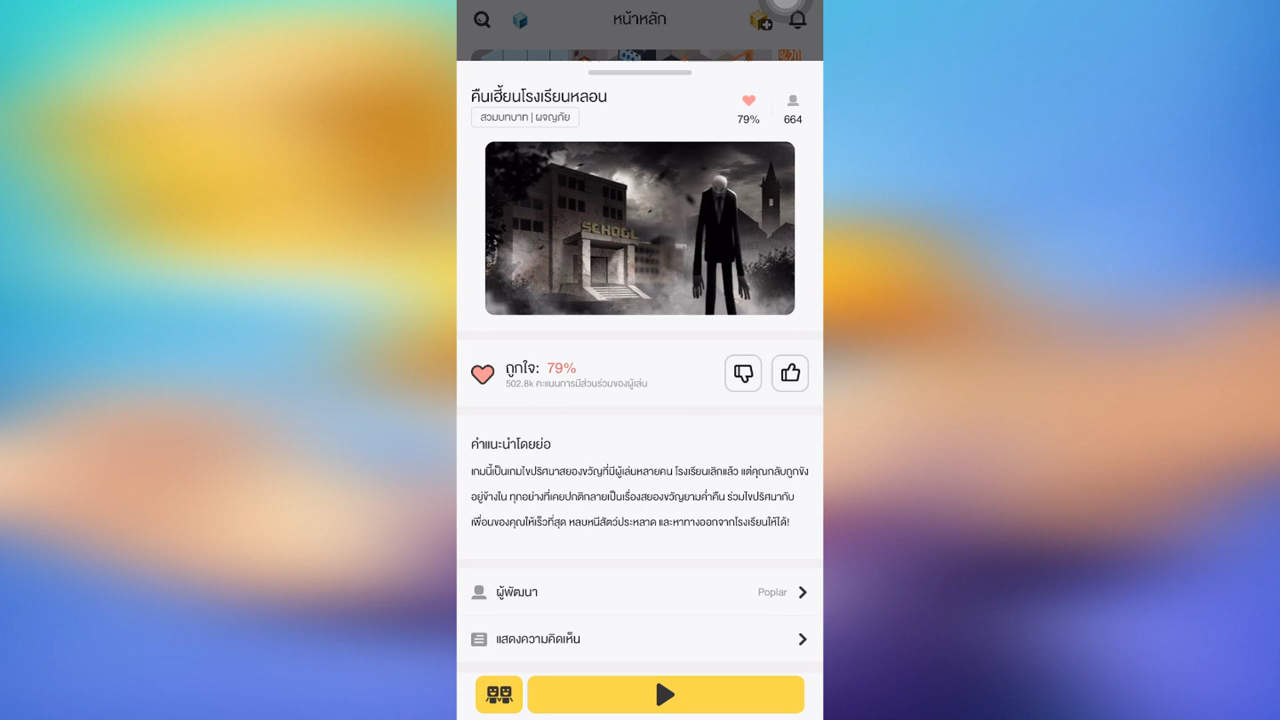 หน้าหลัก
%20
คืนเฮี้ยนโรงเรียนหลอน
สวมบทบาท | ผจญภัย
79%
664
SCHOOL
ถูกใจ: 79%
502.8k คะแนนการมีส่วนร่วมของผู้เล่น
คำแนะนำโดยย่อ
เกมนี้เป็นเกมไขปริศนาสยองขวัญที่มีผู้เล่นหลายคน โรงเรียนเลิกแล้ว แต่คุณกลับถูกขัง
อยู่ข้างใน ทุกอย่างที่เคยปกติกลายเป็นเรื่องสยองขวัญยามค่ำคืน ร่วมไขปริศนากับ
เพื่อนของคุณให้เร็วที่สุด หลบหนีสัตว์ประหลาด และหาทางออกจากโรงเรียนให้ได้!
ผู้พัฒนา
Poplar
แสดงความคิดเห็น